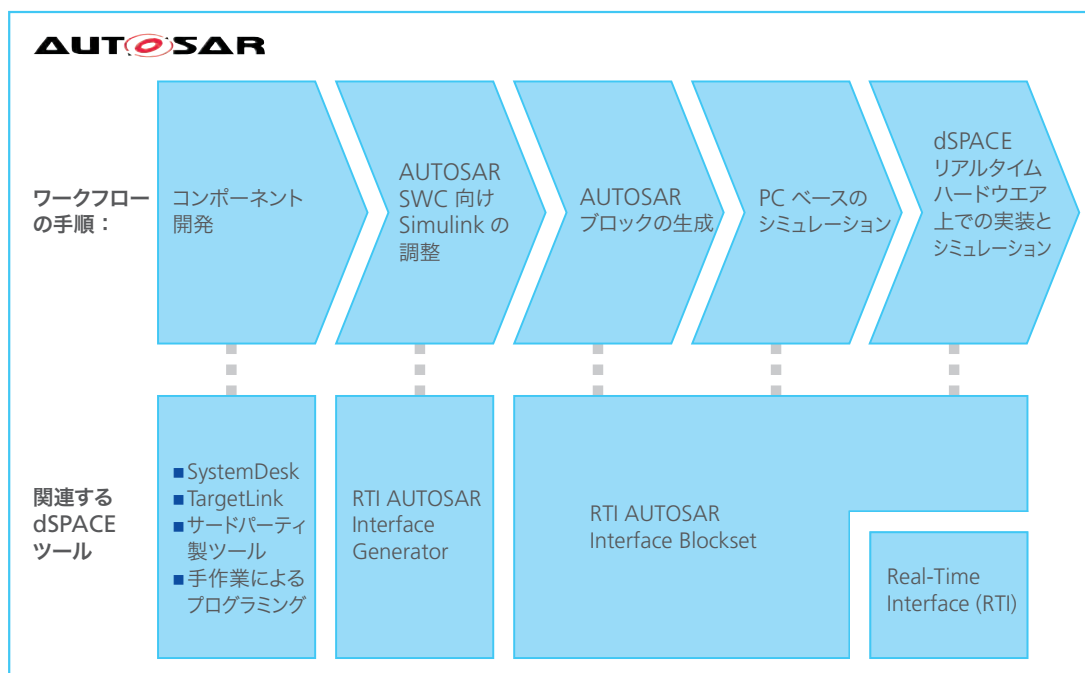 AUTOSAR
ワークフロー
の手順：
コンポーネント
開発
AUTOSAR
SWC 向け
Simulink の
調整
AUTOSAR
ブロックの生成
PC ベースの
シミュレーション
dSPACE
リアルタイム
ハードウエア
上での実装と
シミュレーション
関連する
dSPACE
ツール
■SystemDesk
■TargetLink
■サードパーティ
製ツール
■手作業による
プログラミング
RTI AUTOSAR
Interface
Generator
RTI AUTOSAR
Interface Blockset
Real-Time
Interface (RTI)